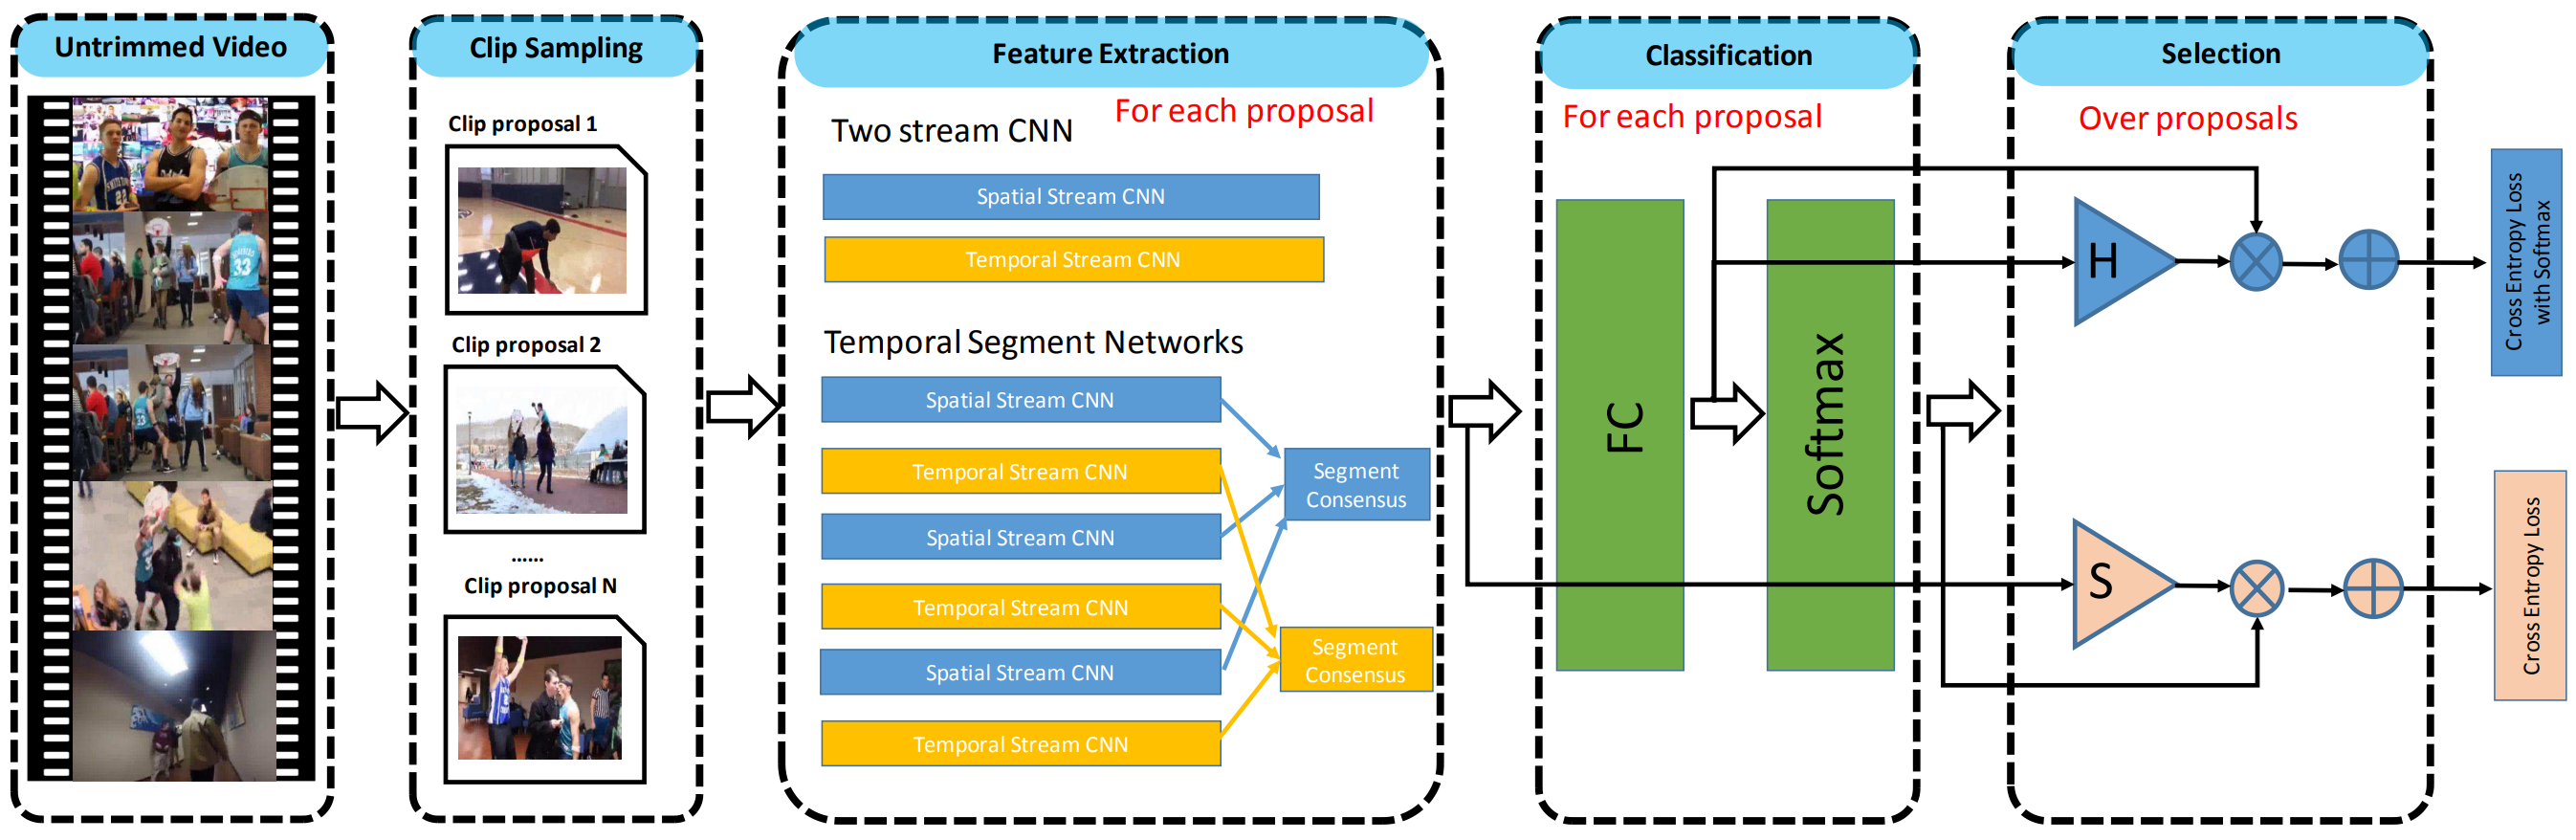 Untrimmed Video
Clip Sampling
Clip proposal 1
Clip proposal 2
......
Clip proposal N
Feature Extraction
For each proposal
Two stream CNN
Spatial Stream CNN
Temporal Stream CNN
Temporal Segment Networks
Spatial Stream CNN
Temporal Stream CNN
Spatial Stream CNN
Temporal Stream CNN
Spatial Stream CNN
Temporal Stream CNN
Segment
Consensus
Segment
Consensus
Classification
For each proposal
FC
Softmax
Selection
Over proposals
H
S
Cross Entropy Loss
with Softmax
Cross Entropy Loss
33